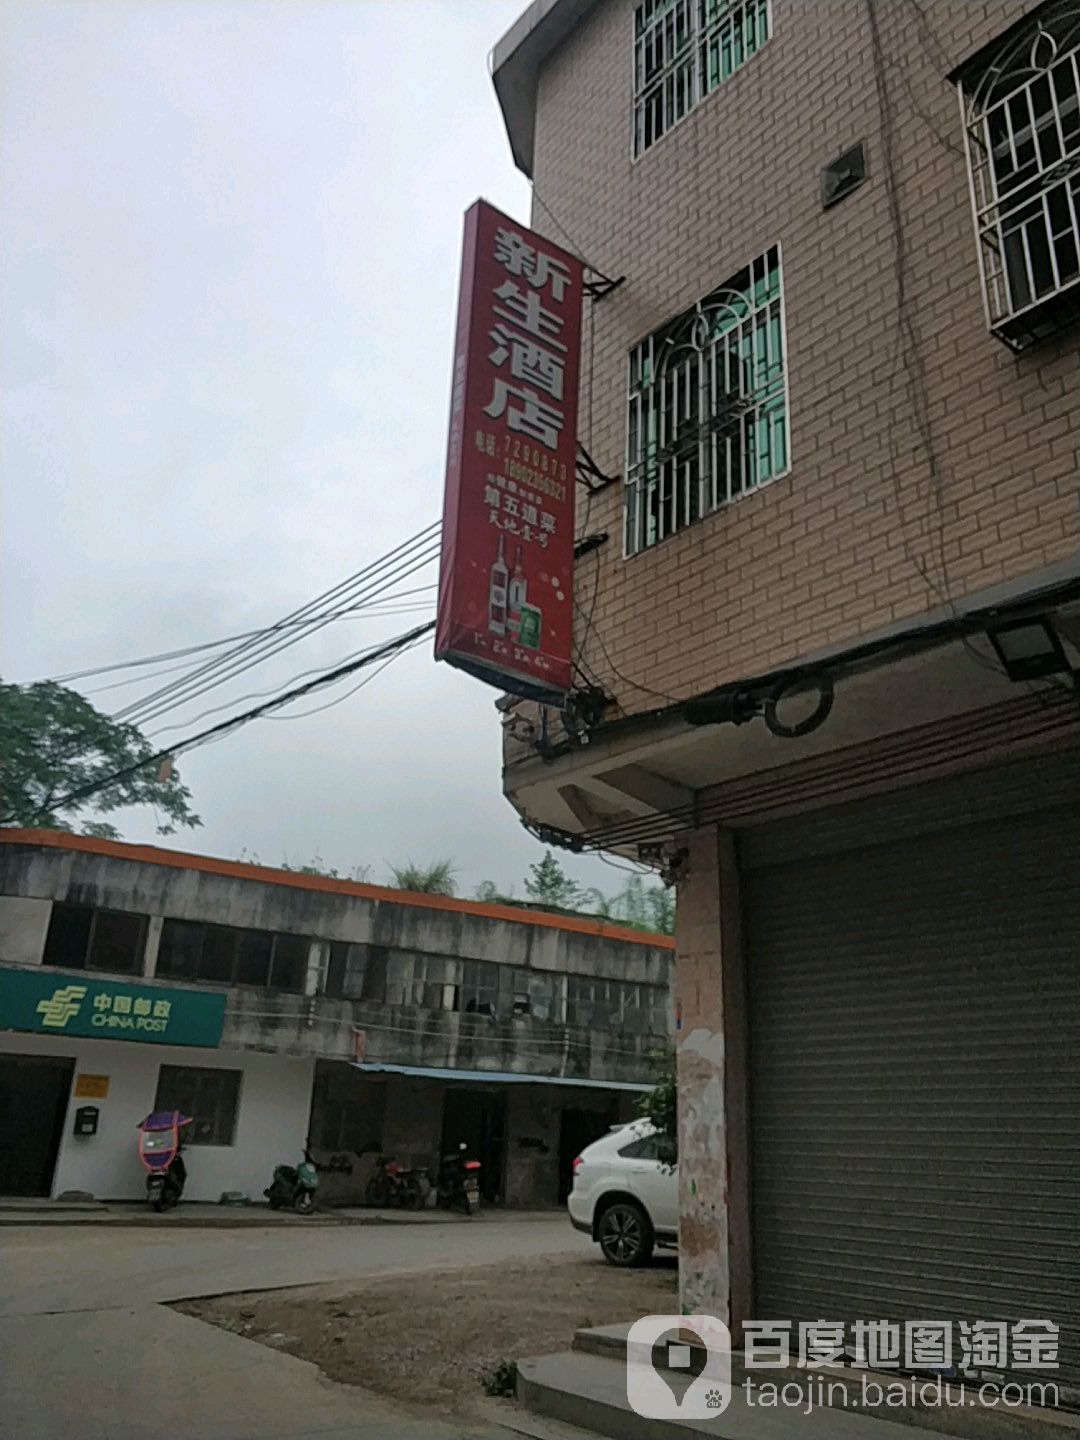 新生酒店
电话：7290873
第五道菜
天地壹号
中国邮政
CHINA POST
百度地图淘金
taojin.baidu.com